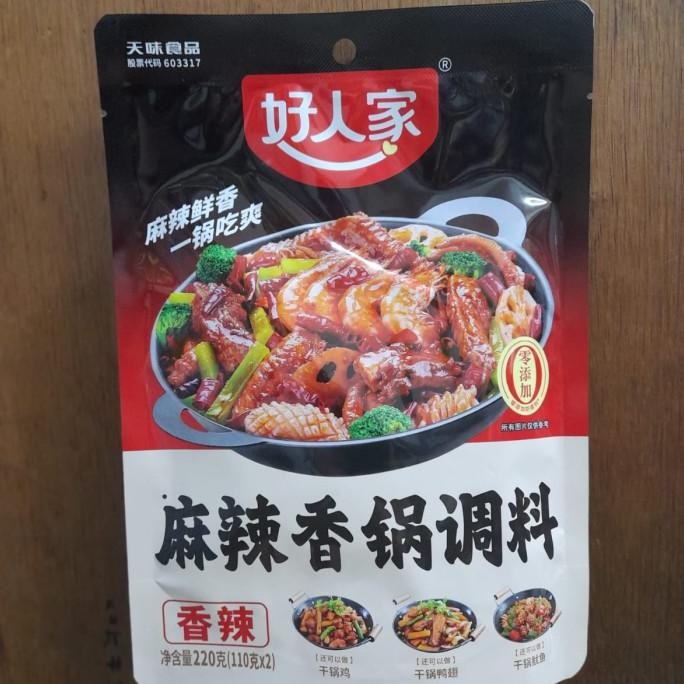 天味食品
股票代码 603317
好人家
®
麻辣鲜香
一锅吃爽
零添加
所有图片仅供参考
麻辣香锅调料
香辣
净含量220克(110克x2)
【还可以做】
干锅鸡
【还可以做】
干锅鸭翅
【还可以做】
干锅鱿鱼